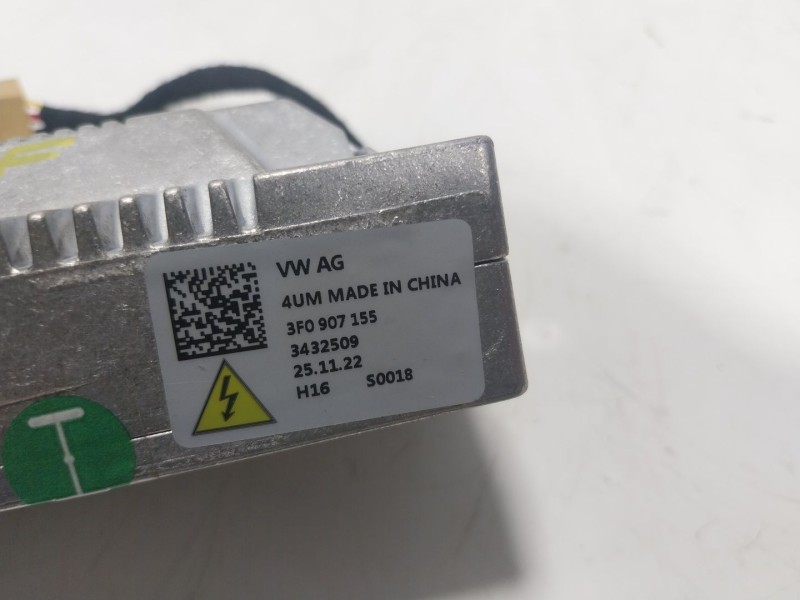 VW AG
4UM MADE IN CHINA
3F0 907 155
3432509
25.11.22
H16 S0018